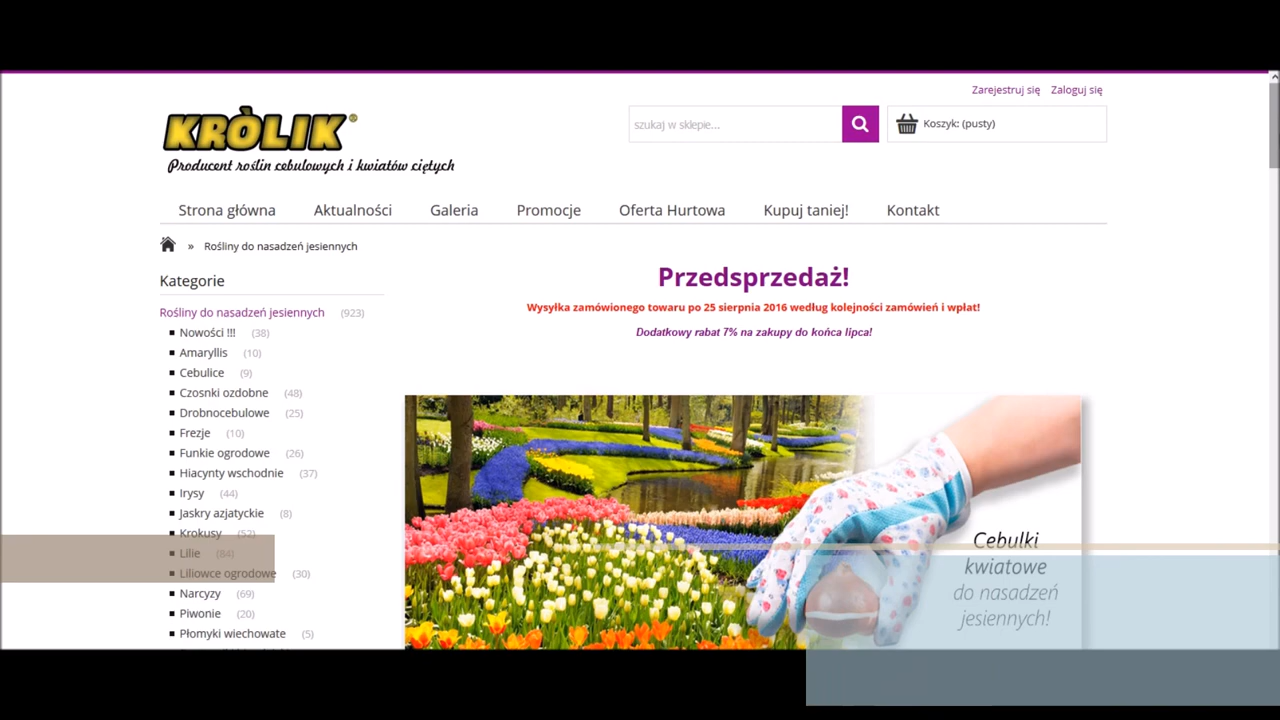 Zarejestruj się Zaloguj się
KRÒLIK®
Producent roślin cebulowych i kwiatów ciętych
szukaj w sklepie...
Koszyk: (pusty)
Strona główna Aktualności Galeria Promocje Oferta Hurtowa Kupuj taniej! Kontakt
» Rośliny do nasadzeń jesiennych
Kategorie
Rośliny do nasadzeń jesiennych (923)
Nowości !!! (38)
Amaryllis (10)
Cebulice (9)
Czosnki ozdobne (48)
Drobnocebulowe (25)
Frezje (10)
Funkie ogrodowe (26)
Hiacynty wschodnie (37)
Irysy (44)
Jaskry azjatyckie (8)
Krokusy (52)
Lilie (84)
Liliowce ogrodowe (30)
Narcyzy (69)
Piwonie (20)
Płomyki wiechowate (5)
Przedsprzedaż!
Wysyłka zamówionego towaru po 25 sierpnia 2016 według kolejności zamówień i wpłat!
Dodatkowy rabat 7% na zakupy do końca lipca!
Cebulki
kwiatowe
do nasadzeń
jesiennych!